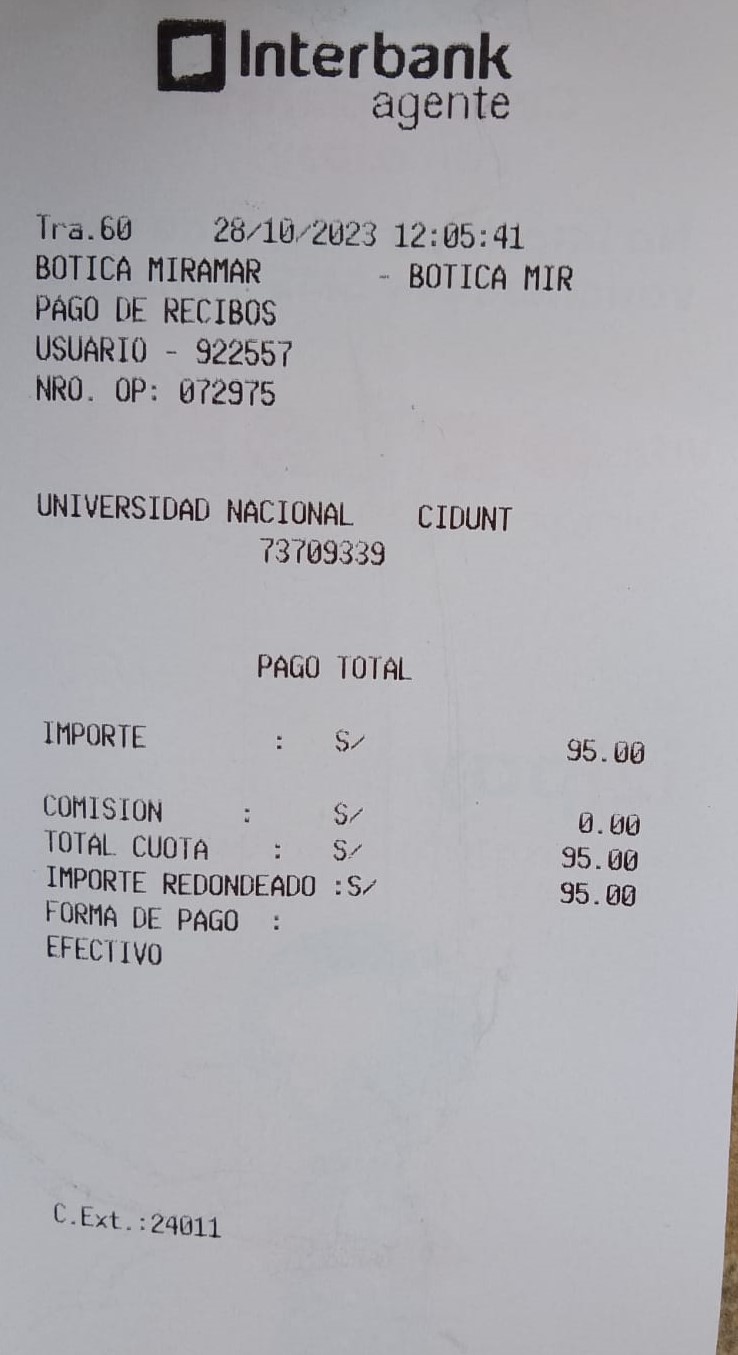 Interbank
agente
Tra.60 28/10/2023 12:05:41
BOTICA MIRAMAR - BOTICA MIR
PAGO DE RECIBOS
USUARIO - 922557
NRO. OP: 072975
UNIVERSIDAD NACIONAL CIDUNT
73709339
PAGO TOTAL
IMPORTE : S/ 95.00
COMISION : S/ 0.00
TOTAL CUOTA : S/ 95.00
IMPORTE REDONDEADO :S/ 95.00
FORMA DE PAGO :
EFECTIVO
C.Ext.:24011